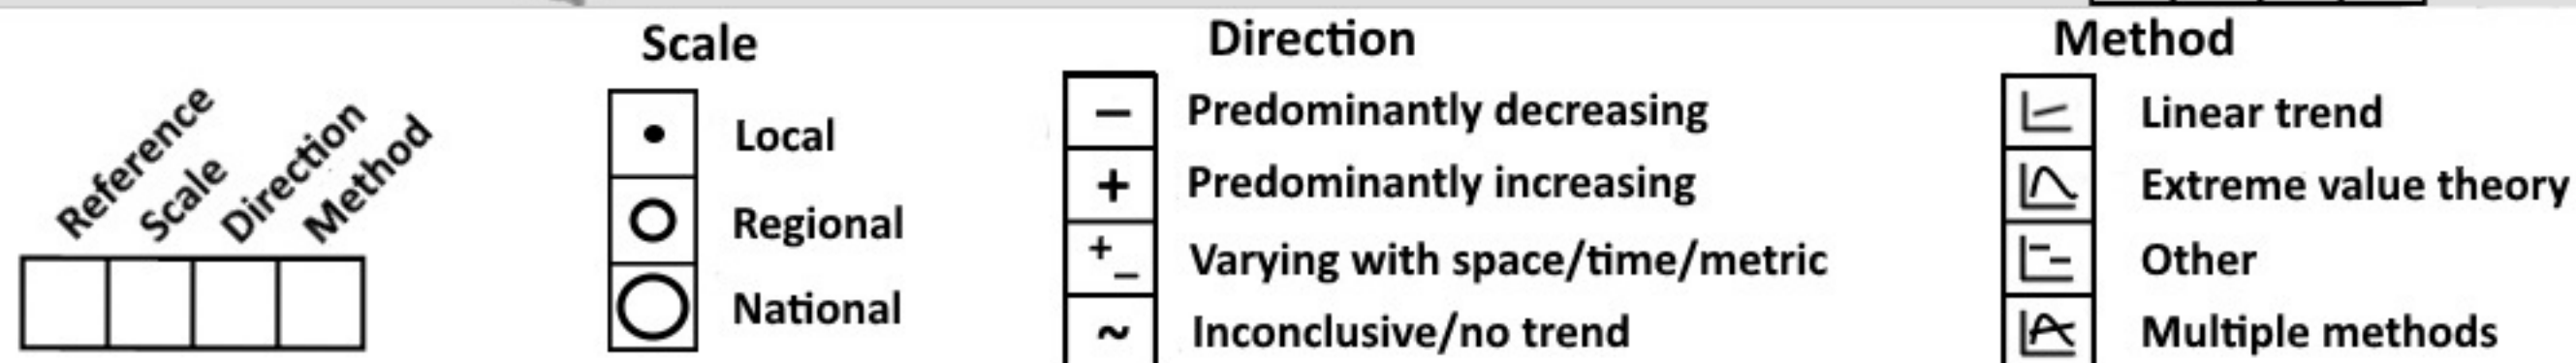 Reference
Scale
Direction
Method
Scale
Local
Regional
National
Direction
− Predominantly decreasing
+ Predominantly increasing
+− Varying with space/time/metric
~ Inconclusive/no trend
Method
Linear trend
Extreme value theory
Other
Multiple methods